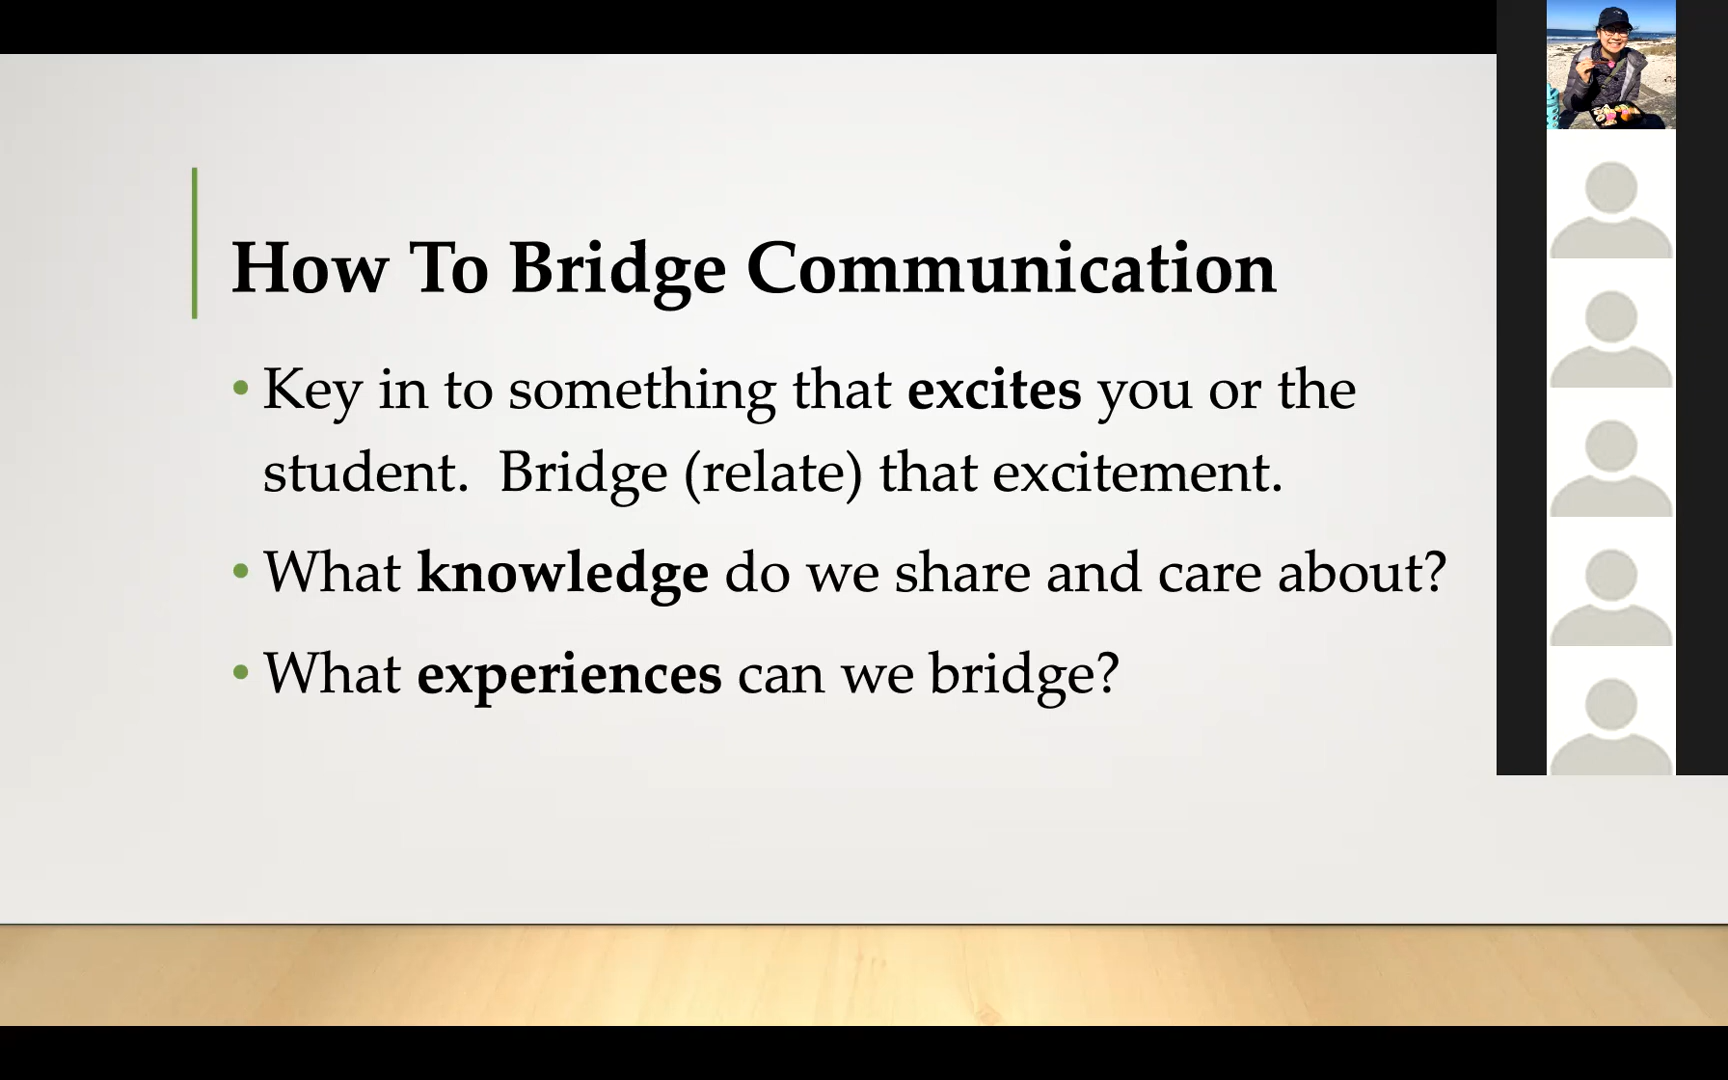 How To Bridge Communication
• Key in to something that excites you or the
student.  Bridge (relate) that excitement.
• What knowledge do we share and care about?
• What experiences can we bridge?